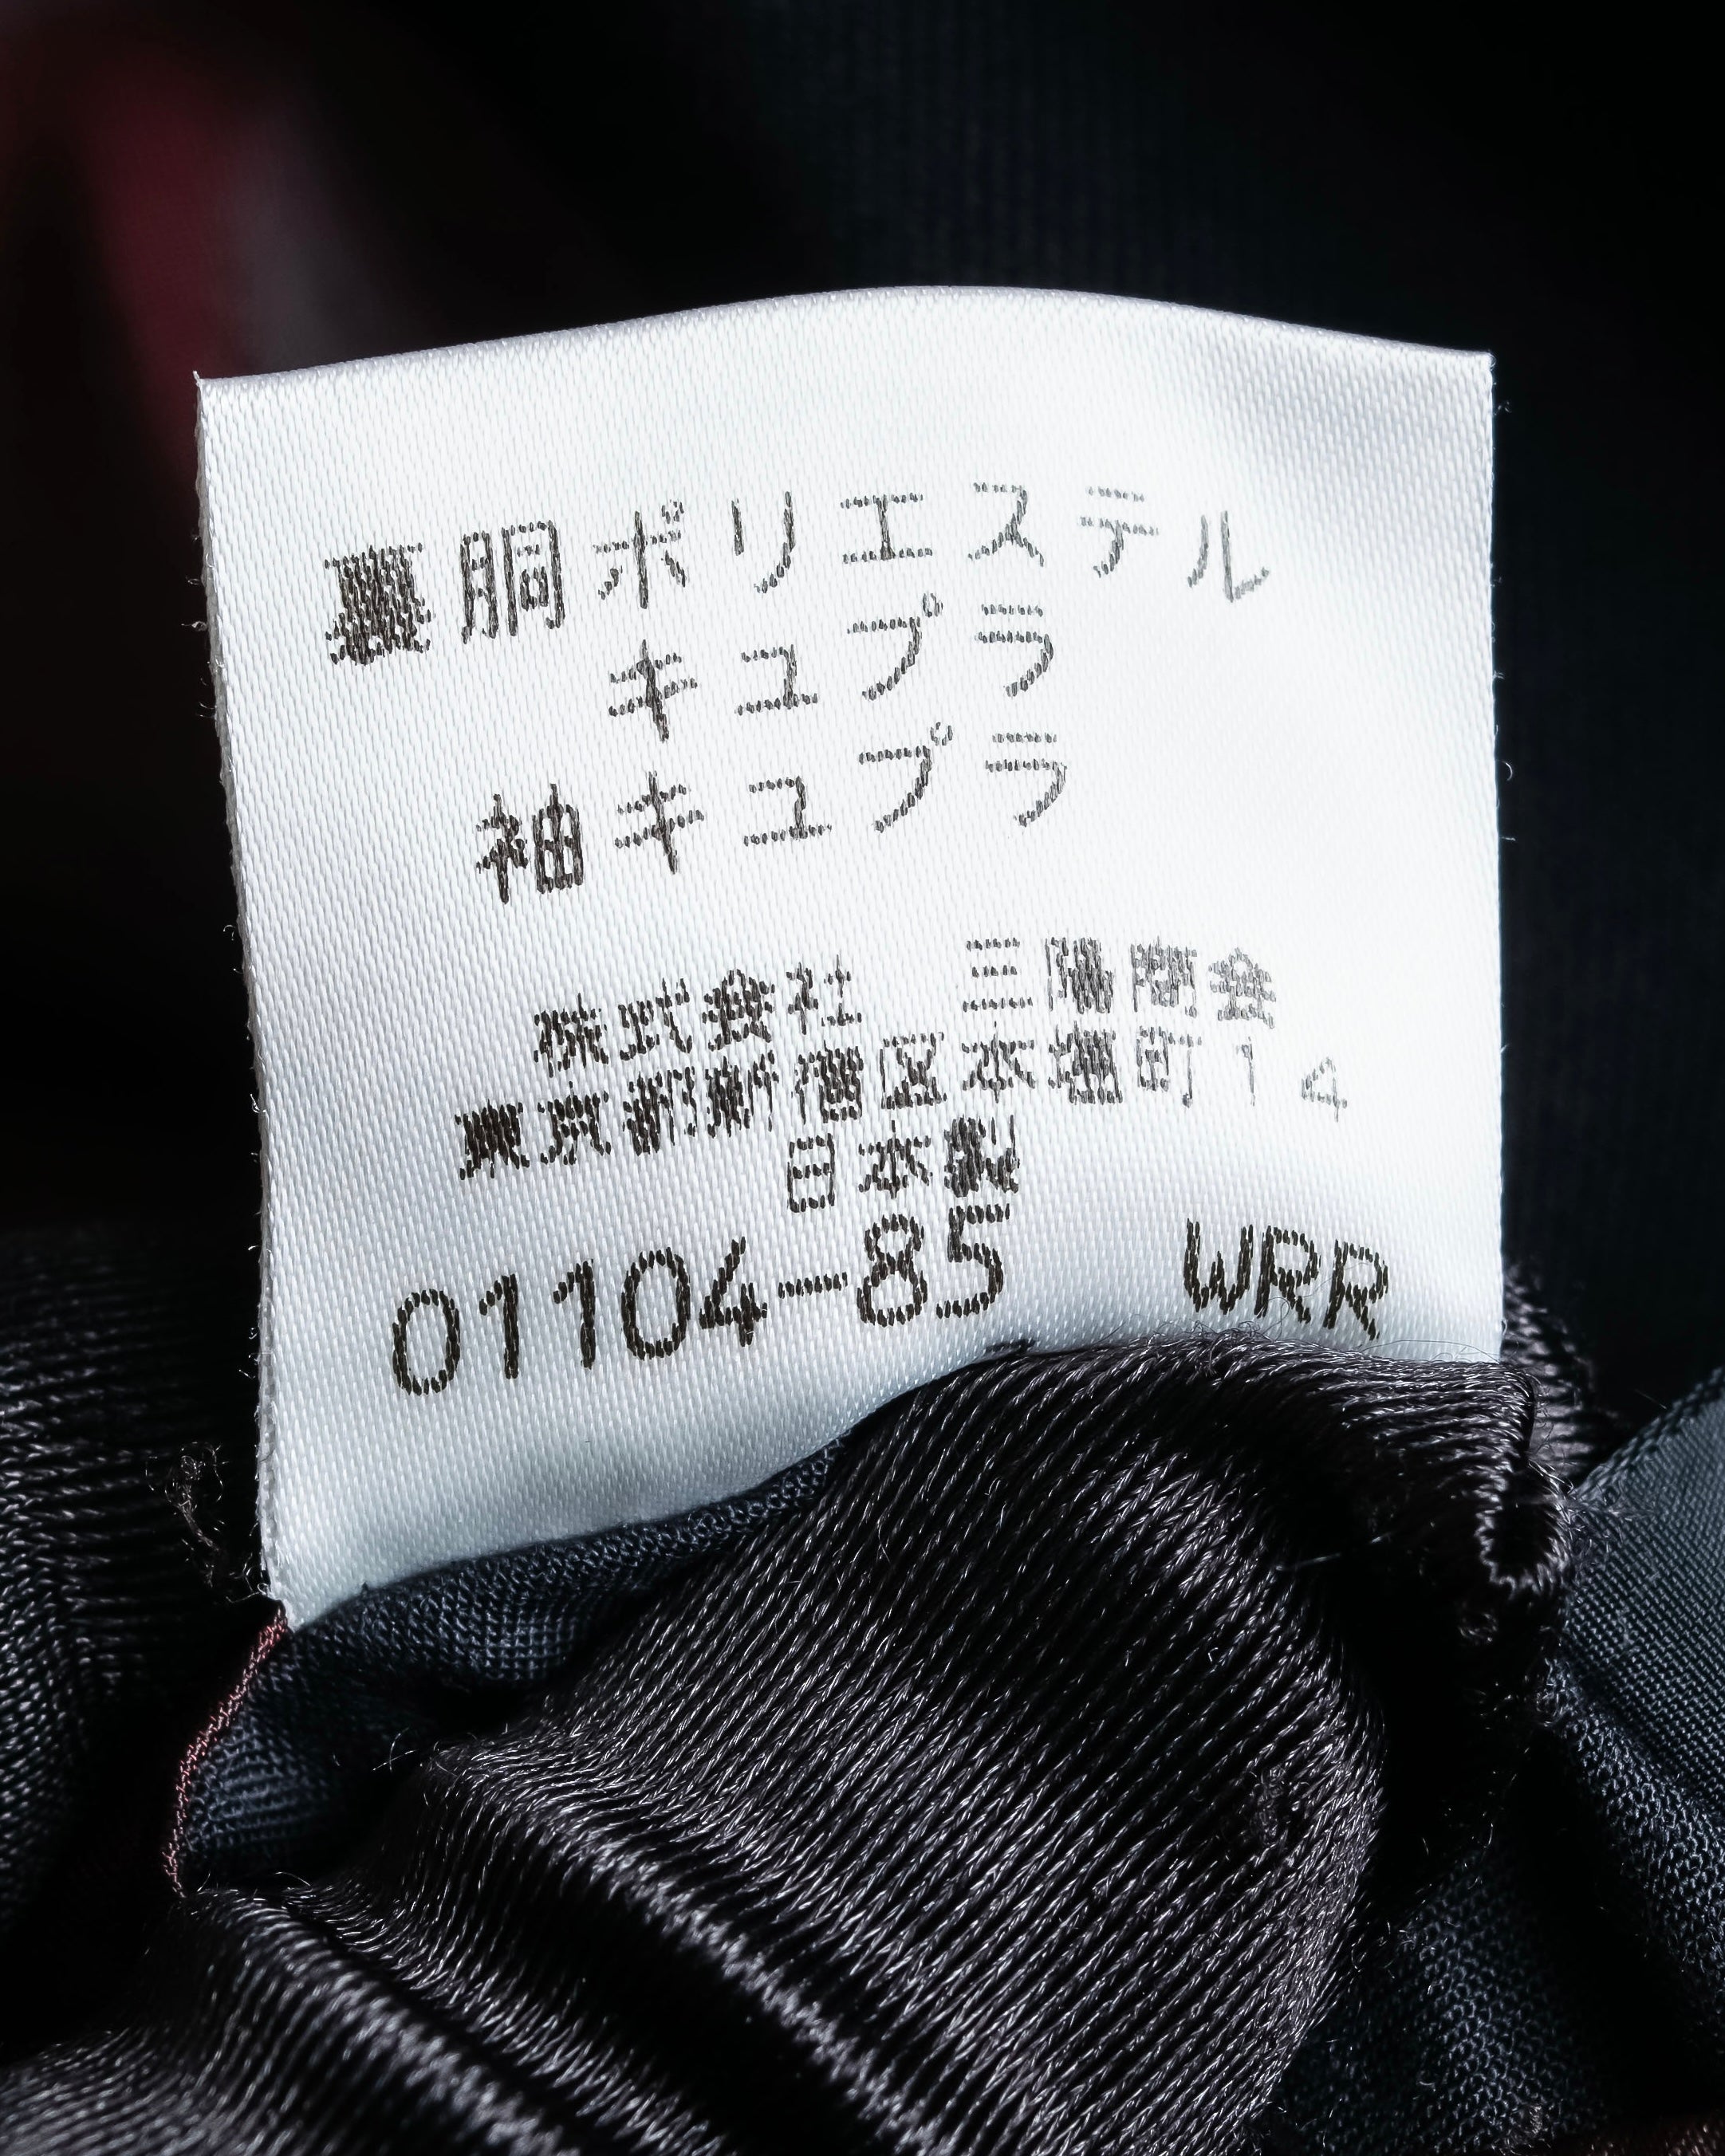 裏胴ポリエステル
キュプラ
袖キュプラ
株式会社　三陽商会
東京都新宿区本塩町14
日本製
01104-85 WRR